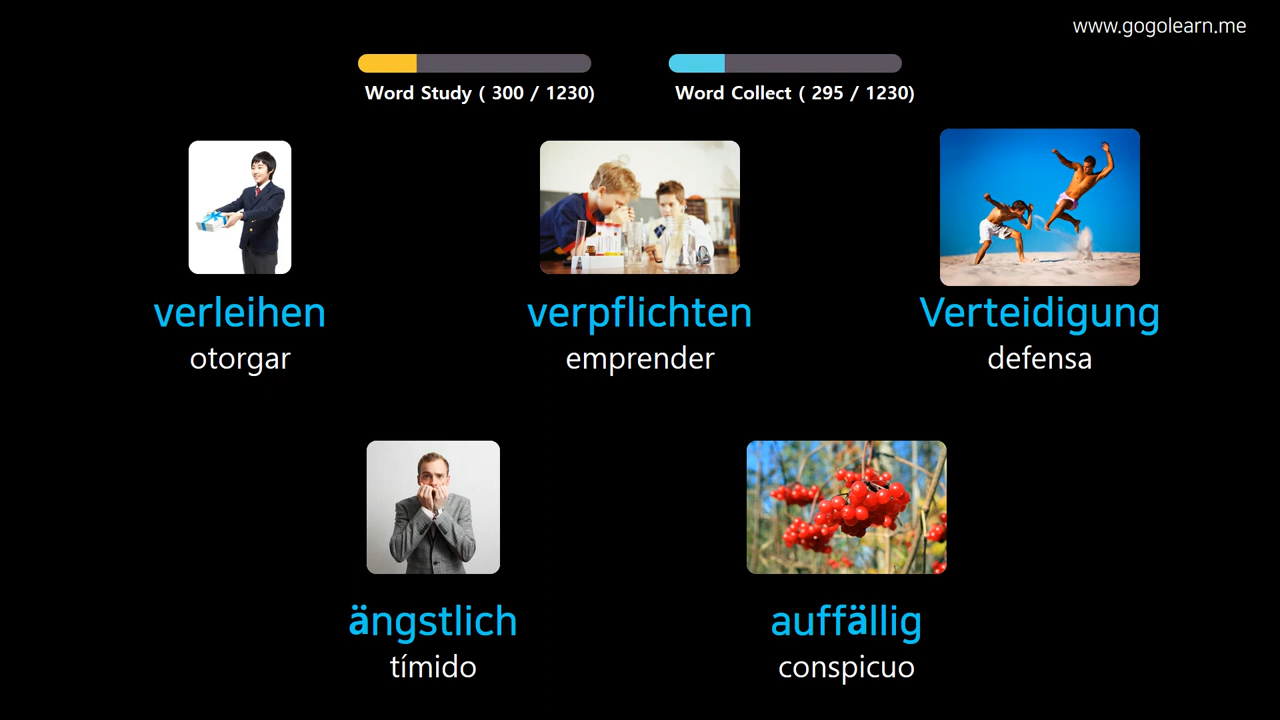 www.gogolearn.me
Word Study ( 300 / 1230)
Word Collect ( 295 / 1230)
verleihen
otorgar
verpflichten
emprender
Verteidigung
defensa
ängstlich
tímido
auffällig
conspicuo